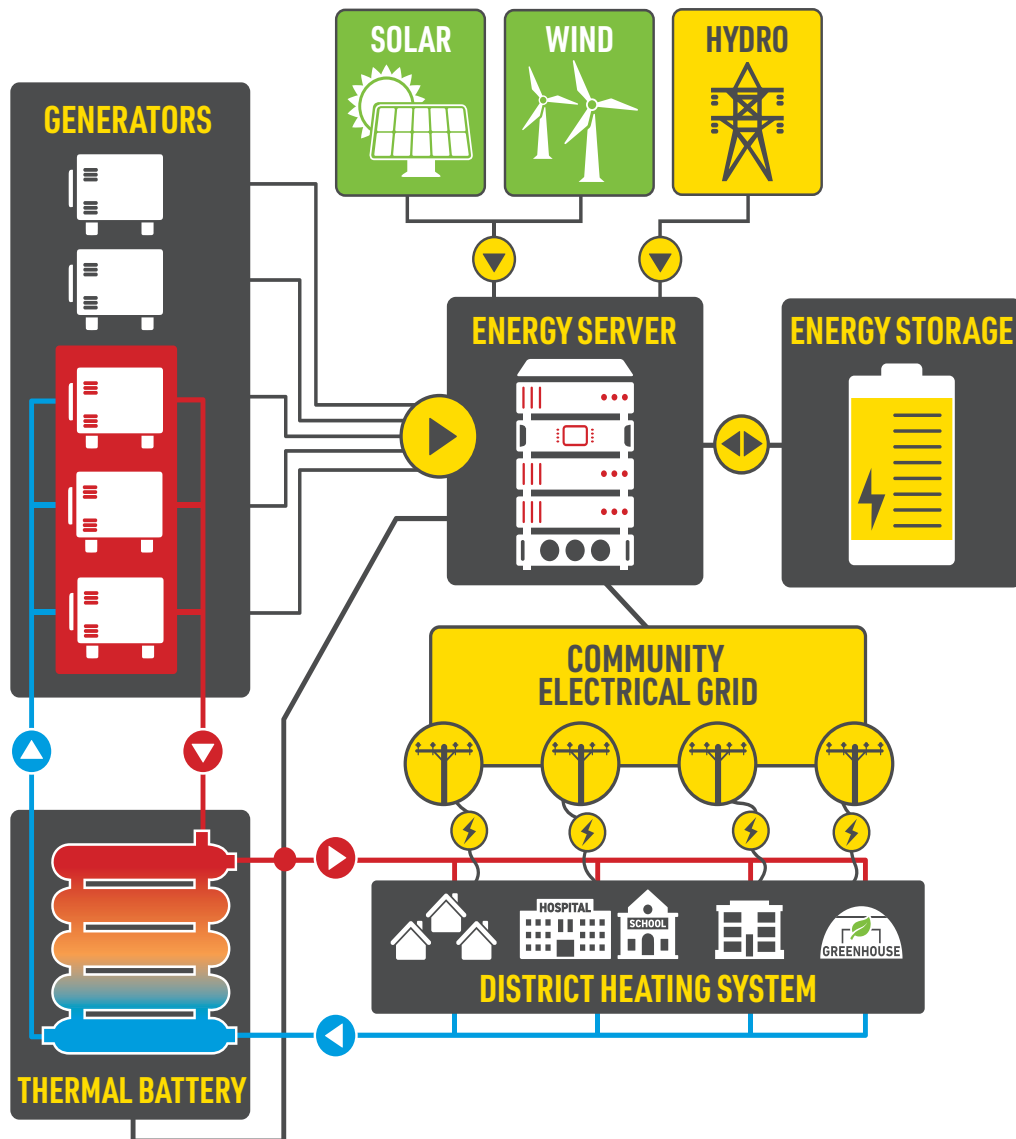 SOLAR
WIND
HYDRO
GENERATORS
ENERGY SERVER
ENERGY STORAGE
COMMUNITY
ELECTRICAL GRID
HOSPITAL
SCHOOL
GREENHOUSE
DISTRICT HEATING SYSTEM
THERMAL BATTERY